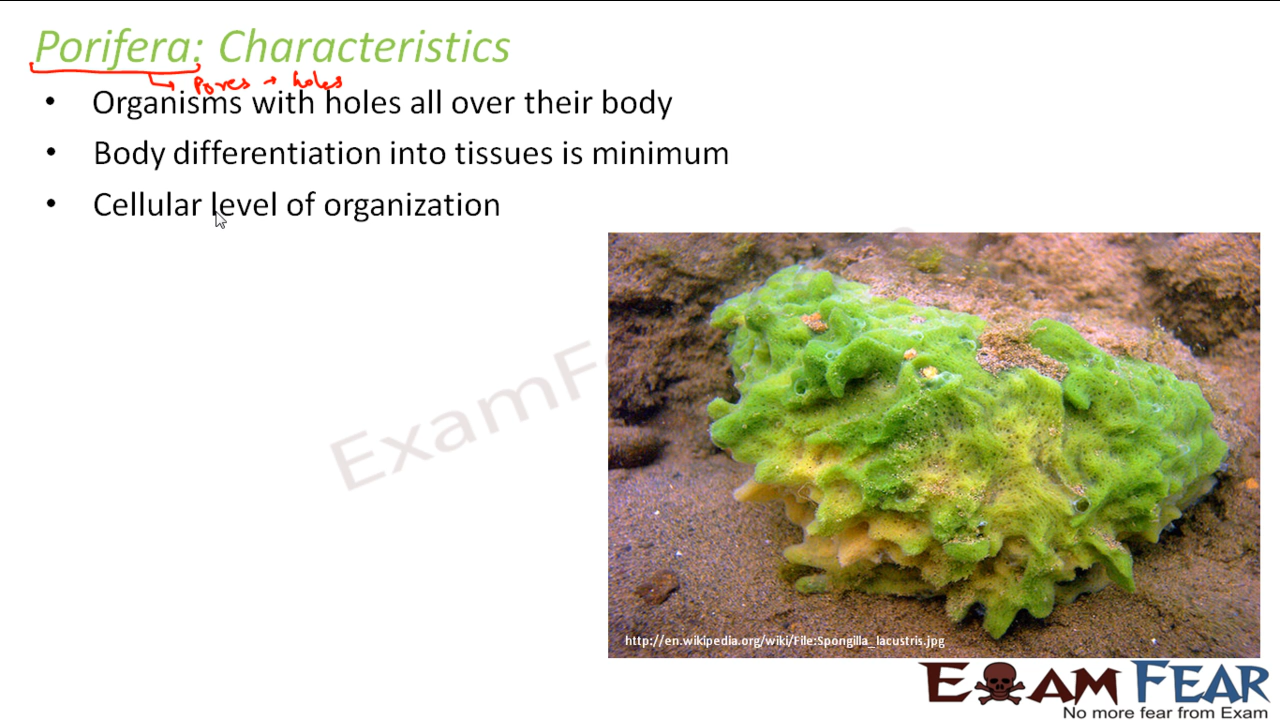 Porifera: Characteristics
→ Pores → holes
• Organisms with holes all over their body
• Body differentiation into tissues is minimum
• Cellular level of organization
ExamF
http://en.wikipedia.org/wiki/File:Spongilla_lacustris.jpg
EXAM FEAR
No more fear from Exam